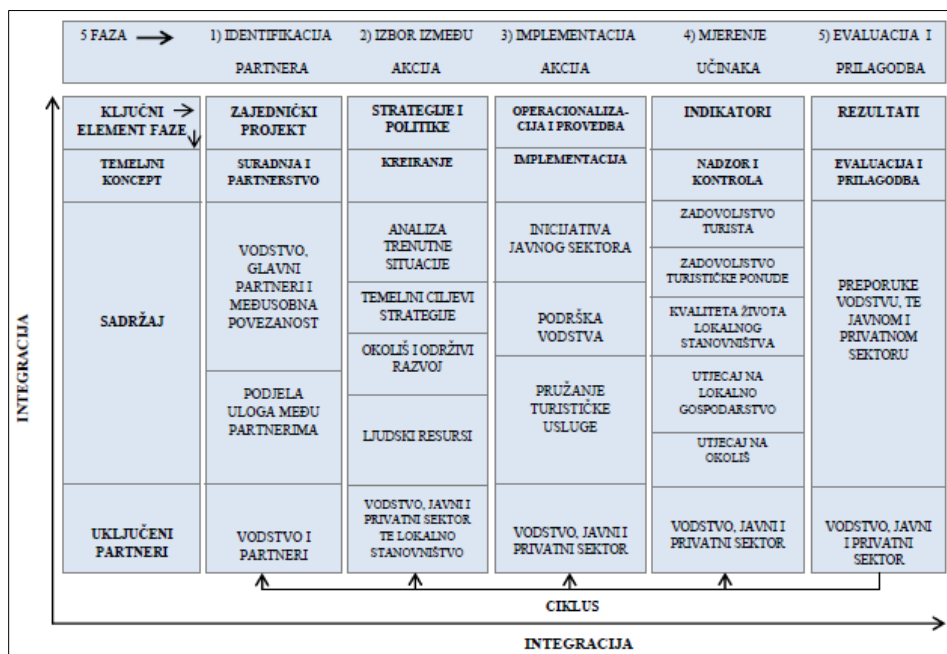 5 FAZA
1) IDENTIFIKACIJA
PARTNERA
2) IZBOR IZMEĐU
AKCIJA
3) IMPLEMENTACIJA
AKCIJA
4) MJERENJE
UČINAKA
5) EVALUACIJA I
PRILAGODBA
KLJUČNI
ELEMENT FAZE
ZAJEDNIČKI
PROJEKT
STRATEGIJE I
POLITIKE
OPERACIONALIZA-
CIJA I PROVEDBA
INDIKATORI
REZULTATI
TEMELJNI
KONCEPT
SURADNJA I
PARTNERSTVO
KREIRANJE
IMPLEMENTACIJA
NADZOR I
KONTROLA
EVALUACIJA I
PRILAGODBA
SADRŽAJ
VODSTVO,
GLAVNI
PARTNERI I
MEĐUSOBNA
POVEZANOST
PODJELA
ULOGA MEĐU
PARTNERIMA
ANALIZA
TRENUTNE
SITUACIJE
TEMELJNI CILJEVI
STRATEGIJE
OKOLIŠ I ODRŽIVI
RAZVOJ
LJUDSKI RESURSI
INICIJATIVA
JAVNOG SEKTORA
PODRŠKA
VODSTVA
PRUŽANJE
TURISTIČKE
USLUGE
ZADOVOLJSTVO
TURISTA
ZADOVOLJSTVO
TURISTIČKE PONUDE
KVALITETA ŽIVOTA
LOKALNOG
STANOVNIŠTVA
UTJECAJ NA
LOKALNO
GOSPODARSTVO
UTJECAJ NA
OKOLIŠ
PREPORUKE
VODSTVU, TE
JAVNOM I
PRIVATNOM
SEKTORU
UKLJUČENI
PARTNERI
VODSTVO I
PARTNERI
VODSTVO, JAVNI I
PRIVATNI SEKTOR
TE LOKALNO
STANOVNIŠTVO
VODSTVO, JAVNI I
PRIVATNI SEKTOR
VODSTVO, JAVNI I
PRIVATNI SEKTOR
VODSTVO, JAVNI
I PRIVATNI
SEKTOR
CIKLUS
INTEGRACIJA
INTEGRACIJA